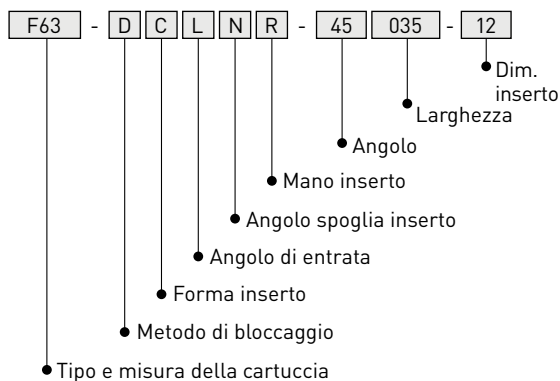 F63 - D C L N R - 45 035 - 12
Dim.
inserto
Larghezza
Angolo
Mano inserto
Angolo spoglia inserto
Angolo di entrata
Forma inserto
Metodo di bloccaggio
Tipo e misura della cartuccia